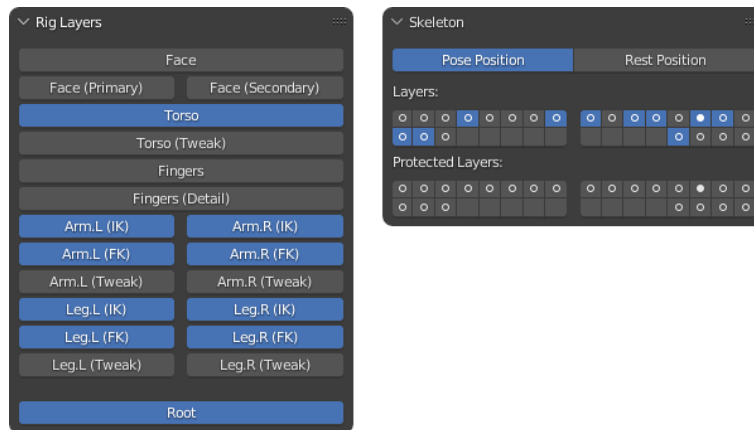 Rig Layers
Face
Face (Primary) Face (Secondary)
Torso
Torso (Tweak)
Fingers
Fingers (Detail)
Arm.L (IK) Arm.R (IK)
Arm.L (FK) Arm.R (FK)
Arm.L (Tweak) Arm.R (Tweak)
Leg.L (IK) Leg.R (IK)
Leg.L (FK) Leg.R (FK)
Leg.L (Tweak) Leg.R (Tweak)
Root
Skeleton
Pose Position Rest Position
Layers:
Protected Layers: